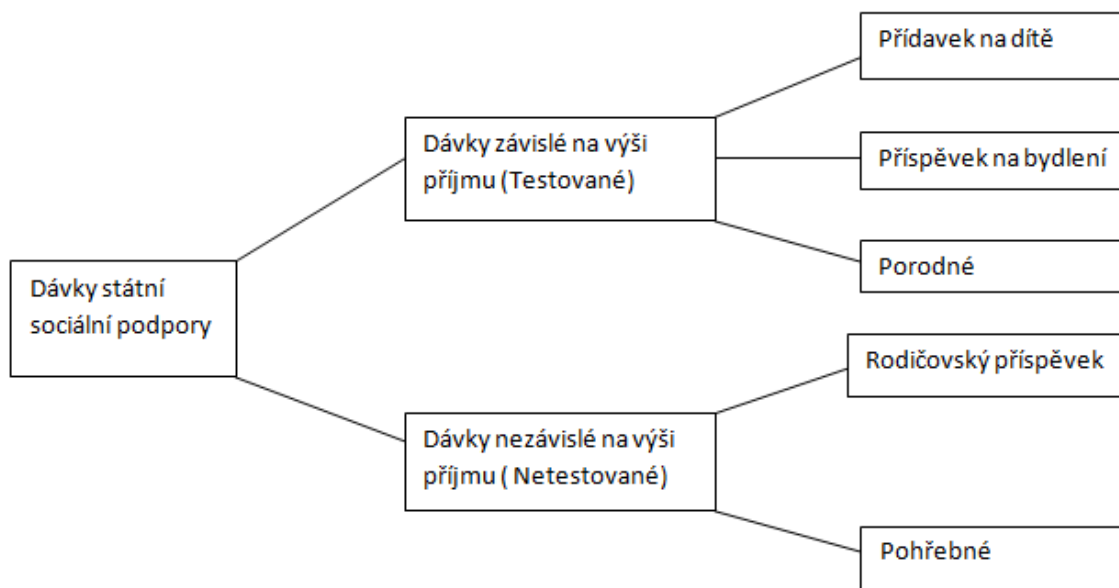 Dávky státní
sociální podpory
Dávky závislé na výši
příjmu (Testované)
Přídavek na dítě
Příspěvek na bydlení
Porodné
Dávky nezávislé na výši
příjmu ( Netestované)
Rodičovský příspěvek
Pohřebné